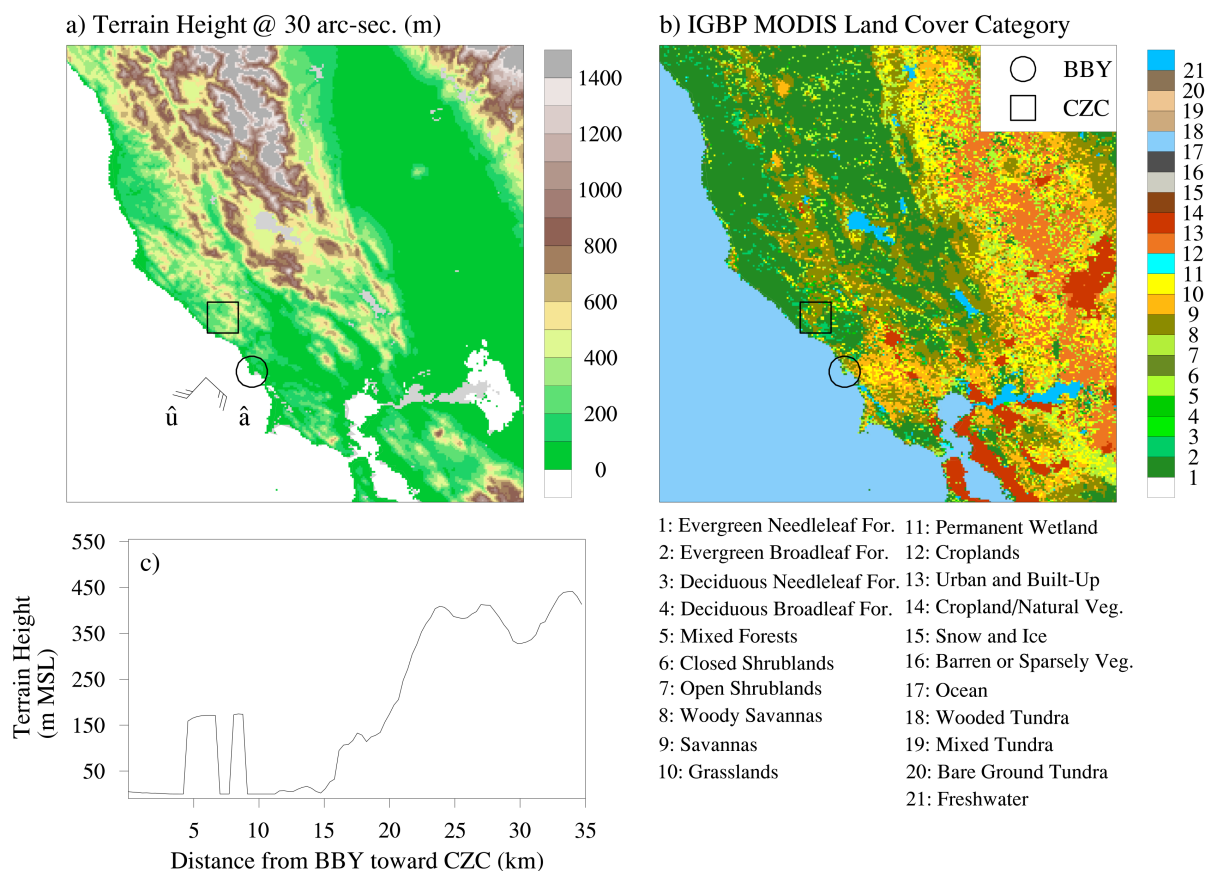 a) Terrain Height @ 30 arc-sec. (m)
1400
1200
1000
800
600
400
200
0
û
â
b) IGBP MODIS Land Cover Category
BBY
CZC
21
20
19
18
17
16
15
14
13
12
11
10
9
8
7
6
5
4
3
2
1
1: Evergreen Needleleaf For.
2: Evergreen Broadleaf For.
3: Deciduous Needleleaf For.
4: Deciduous Broadleaf For.
5: Mixed Forests
6: Closed Shrublands
7: Open Shrublands
8: Woody Savannas
9: Savannas
10: Grasslands
11: Permanent Wetland
12: Croplands
13: Urban and Built-Up
14: Cropland/Natural Veg.
15: Snow and Ice
16: Barren or Sparsely Veg.
17: Ocean
18: Wooded Tundra
19: Mixed Tundra
20: Bare Ground Tundra
21: Freshwater
c)
Terrain Height
(m MSL)
550
450
350
250
150
50
5 10 15 20 25 30 35
Distance from BBY toward CZC (km)